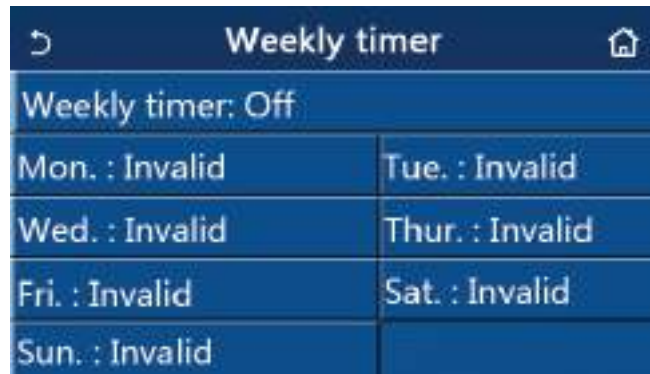 Weekly timer
Weekly timer: Off
Mon. : Invalid
Tue. : Invalid
Wed. : Invalid
Thur. : Invalid
Fri. : Invalid
Sat. : Invalid
Sun. : Invalid